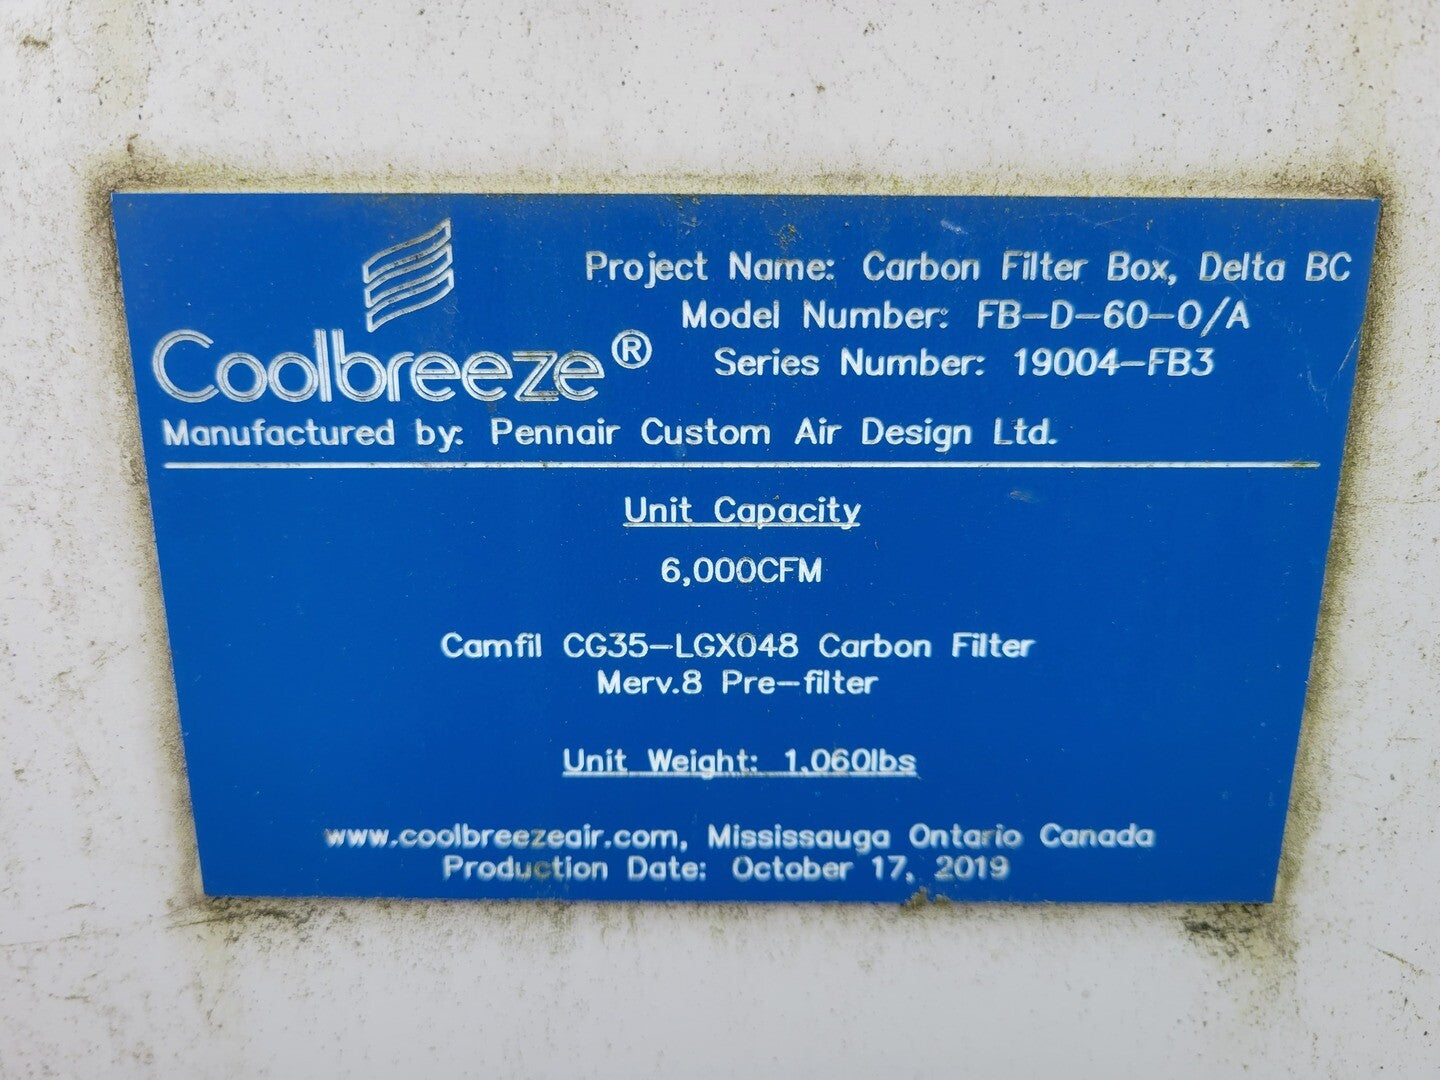 Project Name: Carbon Filter Box, Delta BC
Model Number: FB-D-60-O/A
Series Number: 19004-FB3
Coolbreeze®
Manufactured by: Pennair Custom Air Design Ltd.
Unit Capacity
6,000CFM
Camfil CG35-LGX048 Carbon Filter
Merv.8 Pre-filter
Unit Weight: 1,060lbs
www.coolbreezeair.com, Mississauga Ontario Canada
Production Date: October 17, 2019